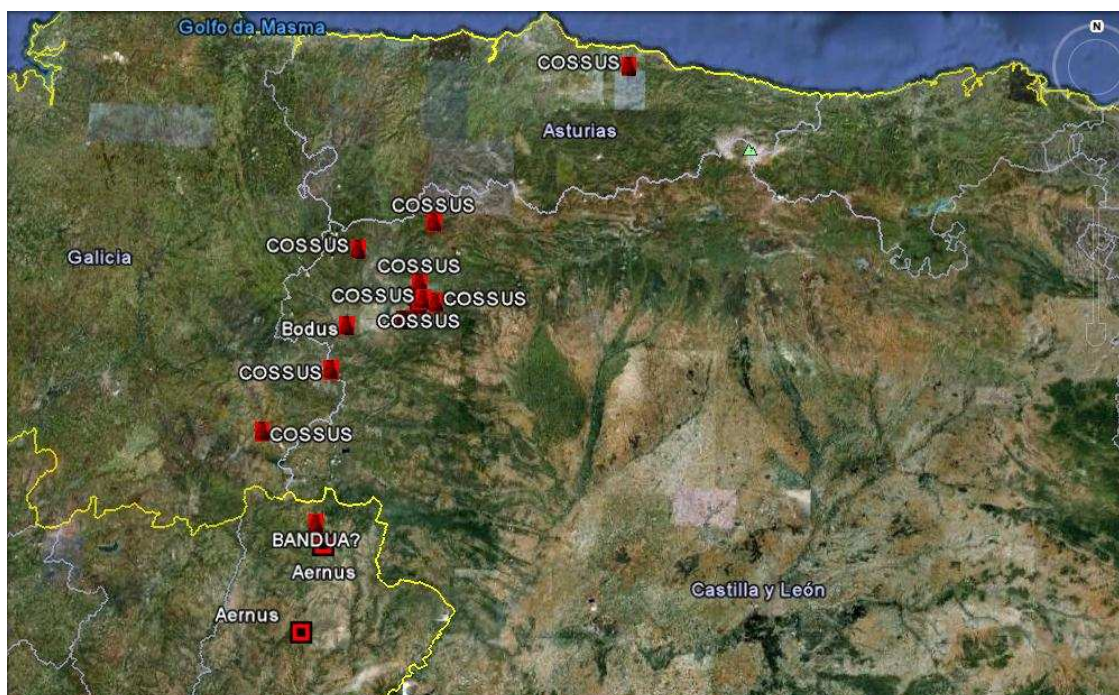 Golfo da Masma
N
COSSUS
Asturias
COSSUS
COSSUS
Galicia
COSSUS
COSSUS
COSSUS
COSSUS
Bodus
COSSUS
COSSUS
BANDUA?
Aernus
Castilla y León
Aernus